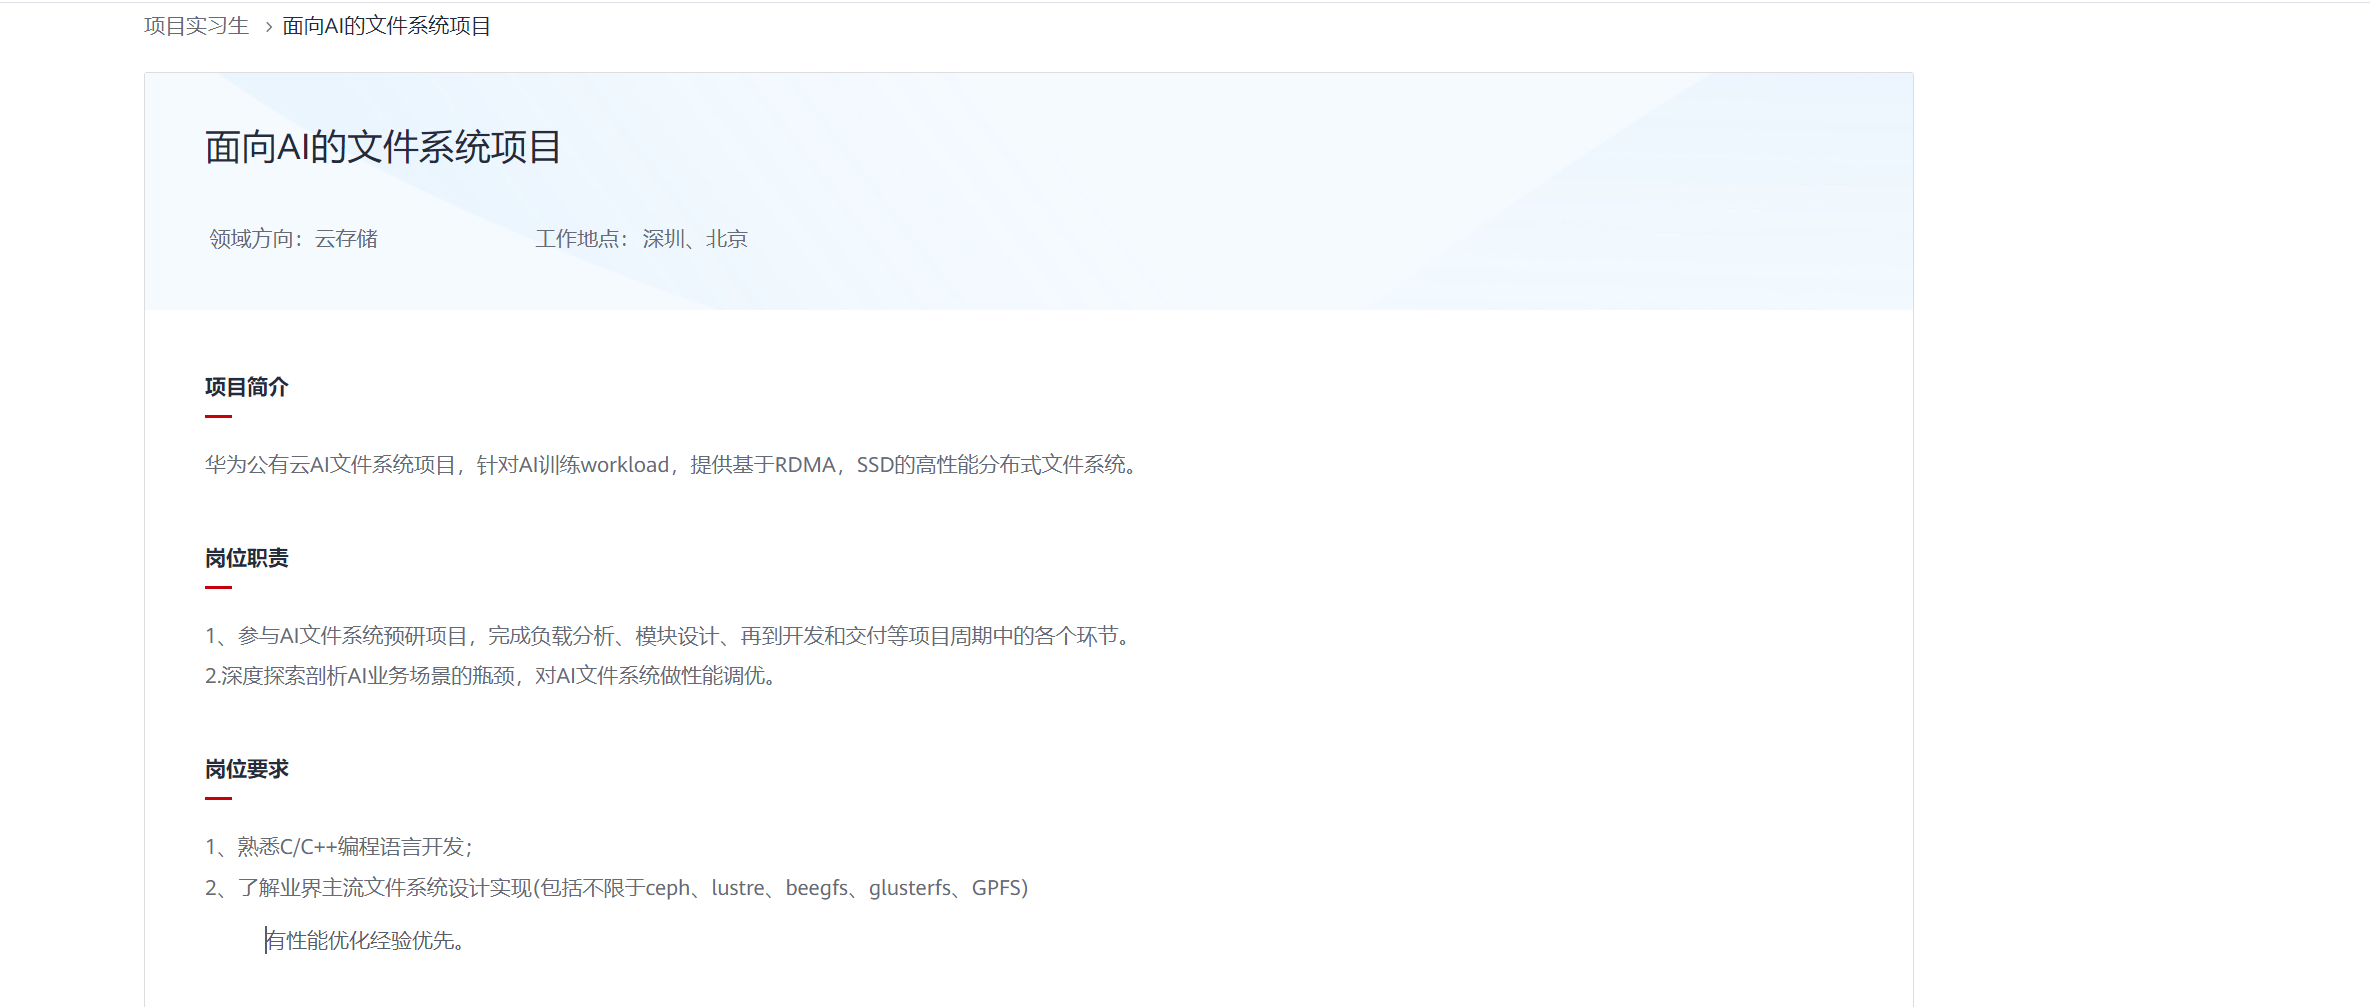 项目实习生 › 面向AI的文件系统项目
面向AI的文件系统项目
领域方向：云存储 工作地点：深圳、北京
项目简介
华为公有云AI文件系统项目，针对AI训练workload，提供基于RDMA，SSD的高性能分布式文件系统。
岗位职责
1、参与AI文件系统预研项目，完成负载分析、模块设计、再到开发和交付等项目周期中的各个环节。
2.深度探索剖析AI业务场景的瓶颈，对AI文件系统做性能调优。
岗位要求
1、熟悉C/C++编程语言开发；
2、了解业界主流文件系统设计实现(包括不限于ceph、lustre、beegfs、glusterfs、GPFS)
有性能优化经验优先。